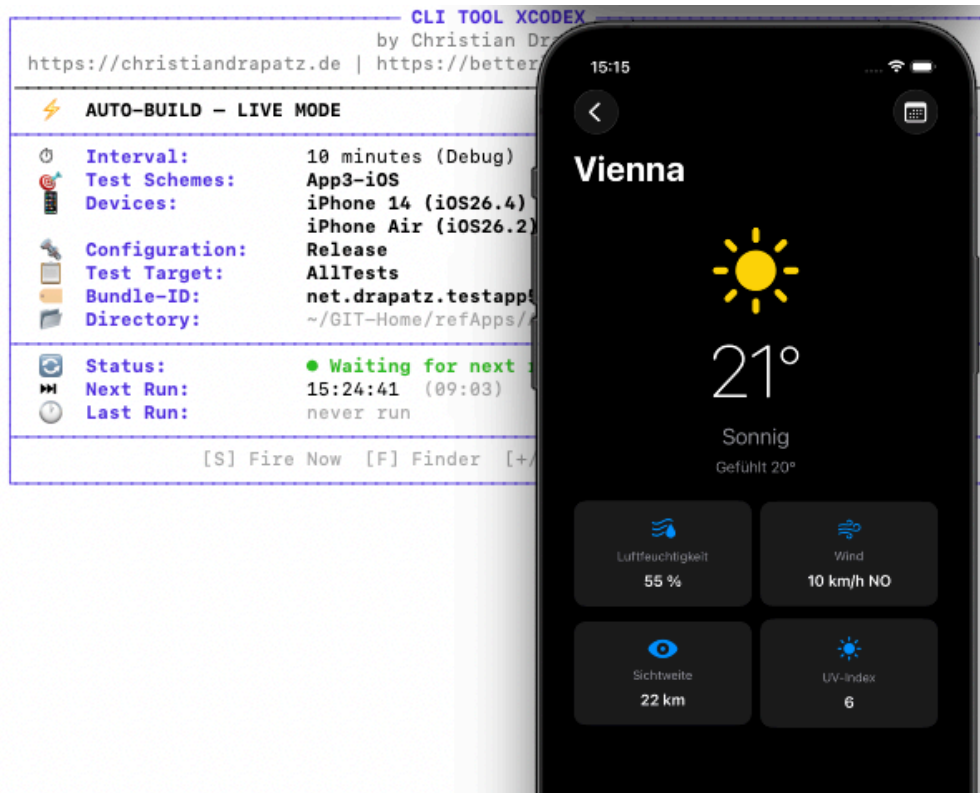 CLI TOOL XCODEX
by Christian
https://christiandrapatz.de | https://better
⚡ AUTO-BUILD — LIVE MODE
Interval: 10 minutes (Debug)
Test Schemes: App3-iOS
Devices: iPhone 14 (iOS26.4)
iPhone Air (iOS26.2)
Configuration: Release
Test Target: AllTests
Bundle-ID: net.drapatz.testapp
Directory: ~/GIT-Home/refApps/
Status: ● Waiting for next
Next Run: 15:24:41 (09:03)
Last Run: never run
[S] Fire Now [F] Finder [+/
15:15
Vienna
21°
Sonnig
Gefühlt 20°
Luftfeuchtigkeit
55 %
Wind
10 km/h NO
Sichtweite
22 km
UV-Index
6